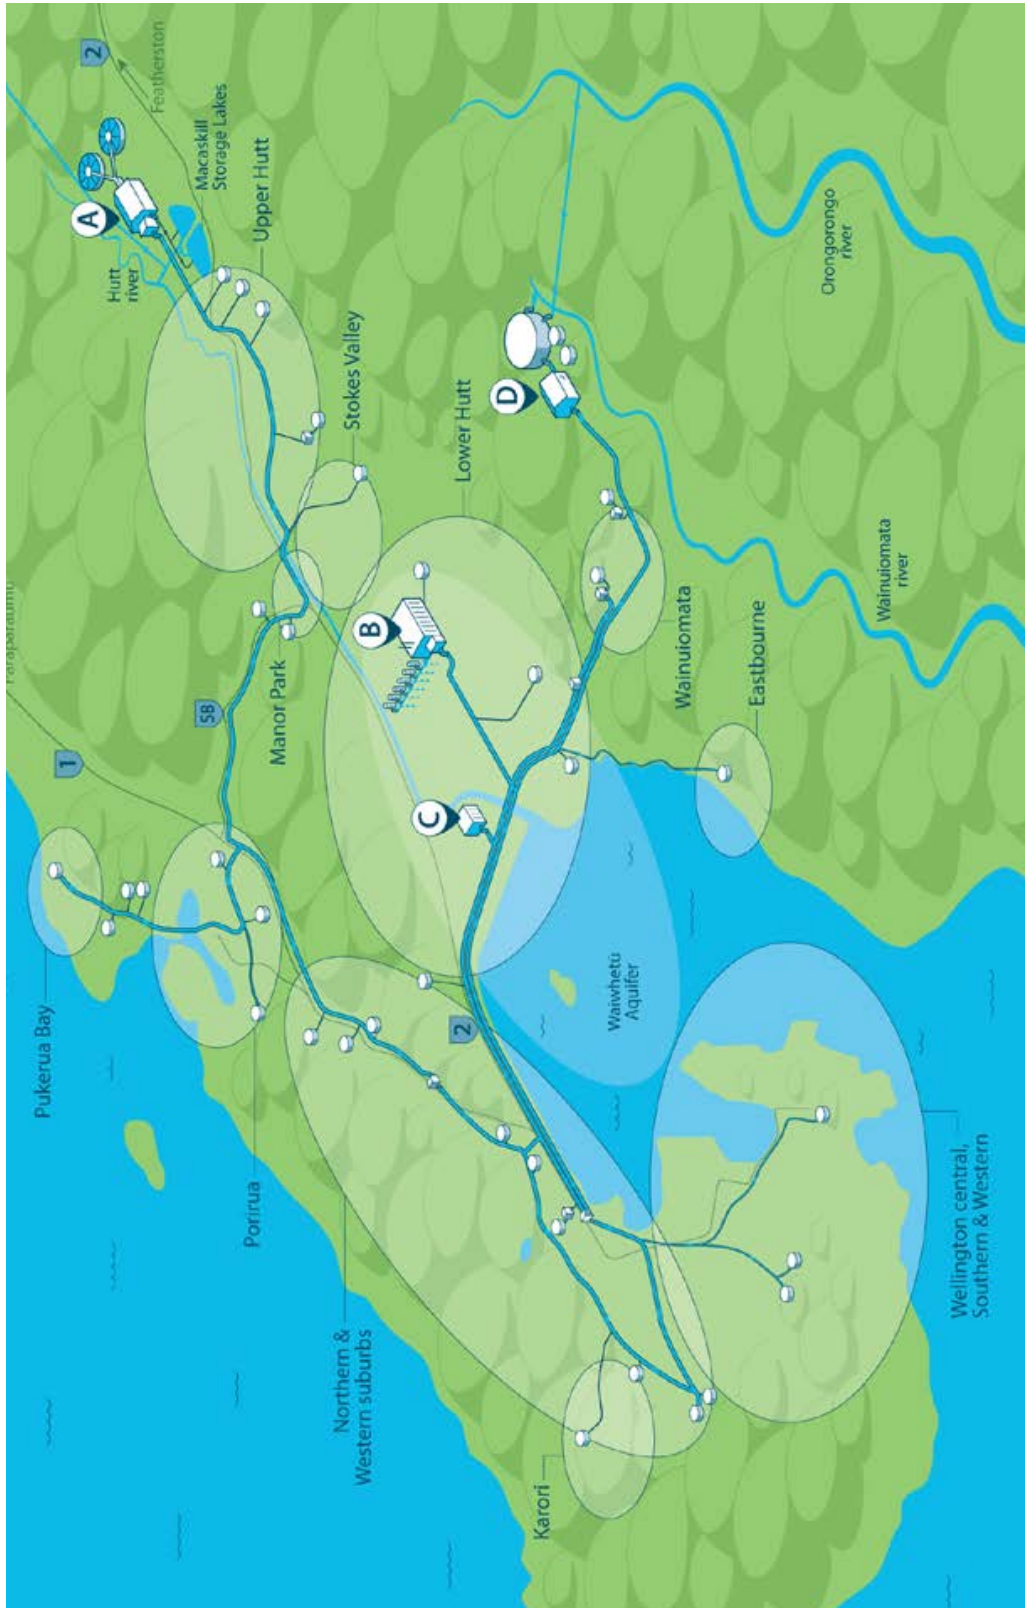 Paraparaumu
Pukerua Bay
1
A
2
Hutt
river
Featherston
Macaskill
Storage Lakes
58
Porirua
Upper Hutt
Manor Park
Northern &
Western suburbs
Stokes Valley
B
C
2
Lower Hutt
D
Karori
Waiwhetū
Aquifer
Wainuiomata
Eastbourne
Orongorongo
river
Wainuiomata
river
Wellington central,
Southern & Western